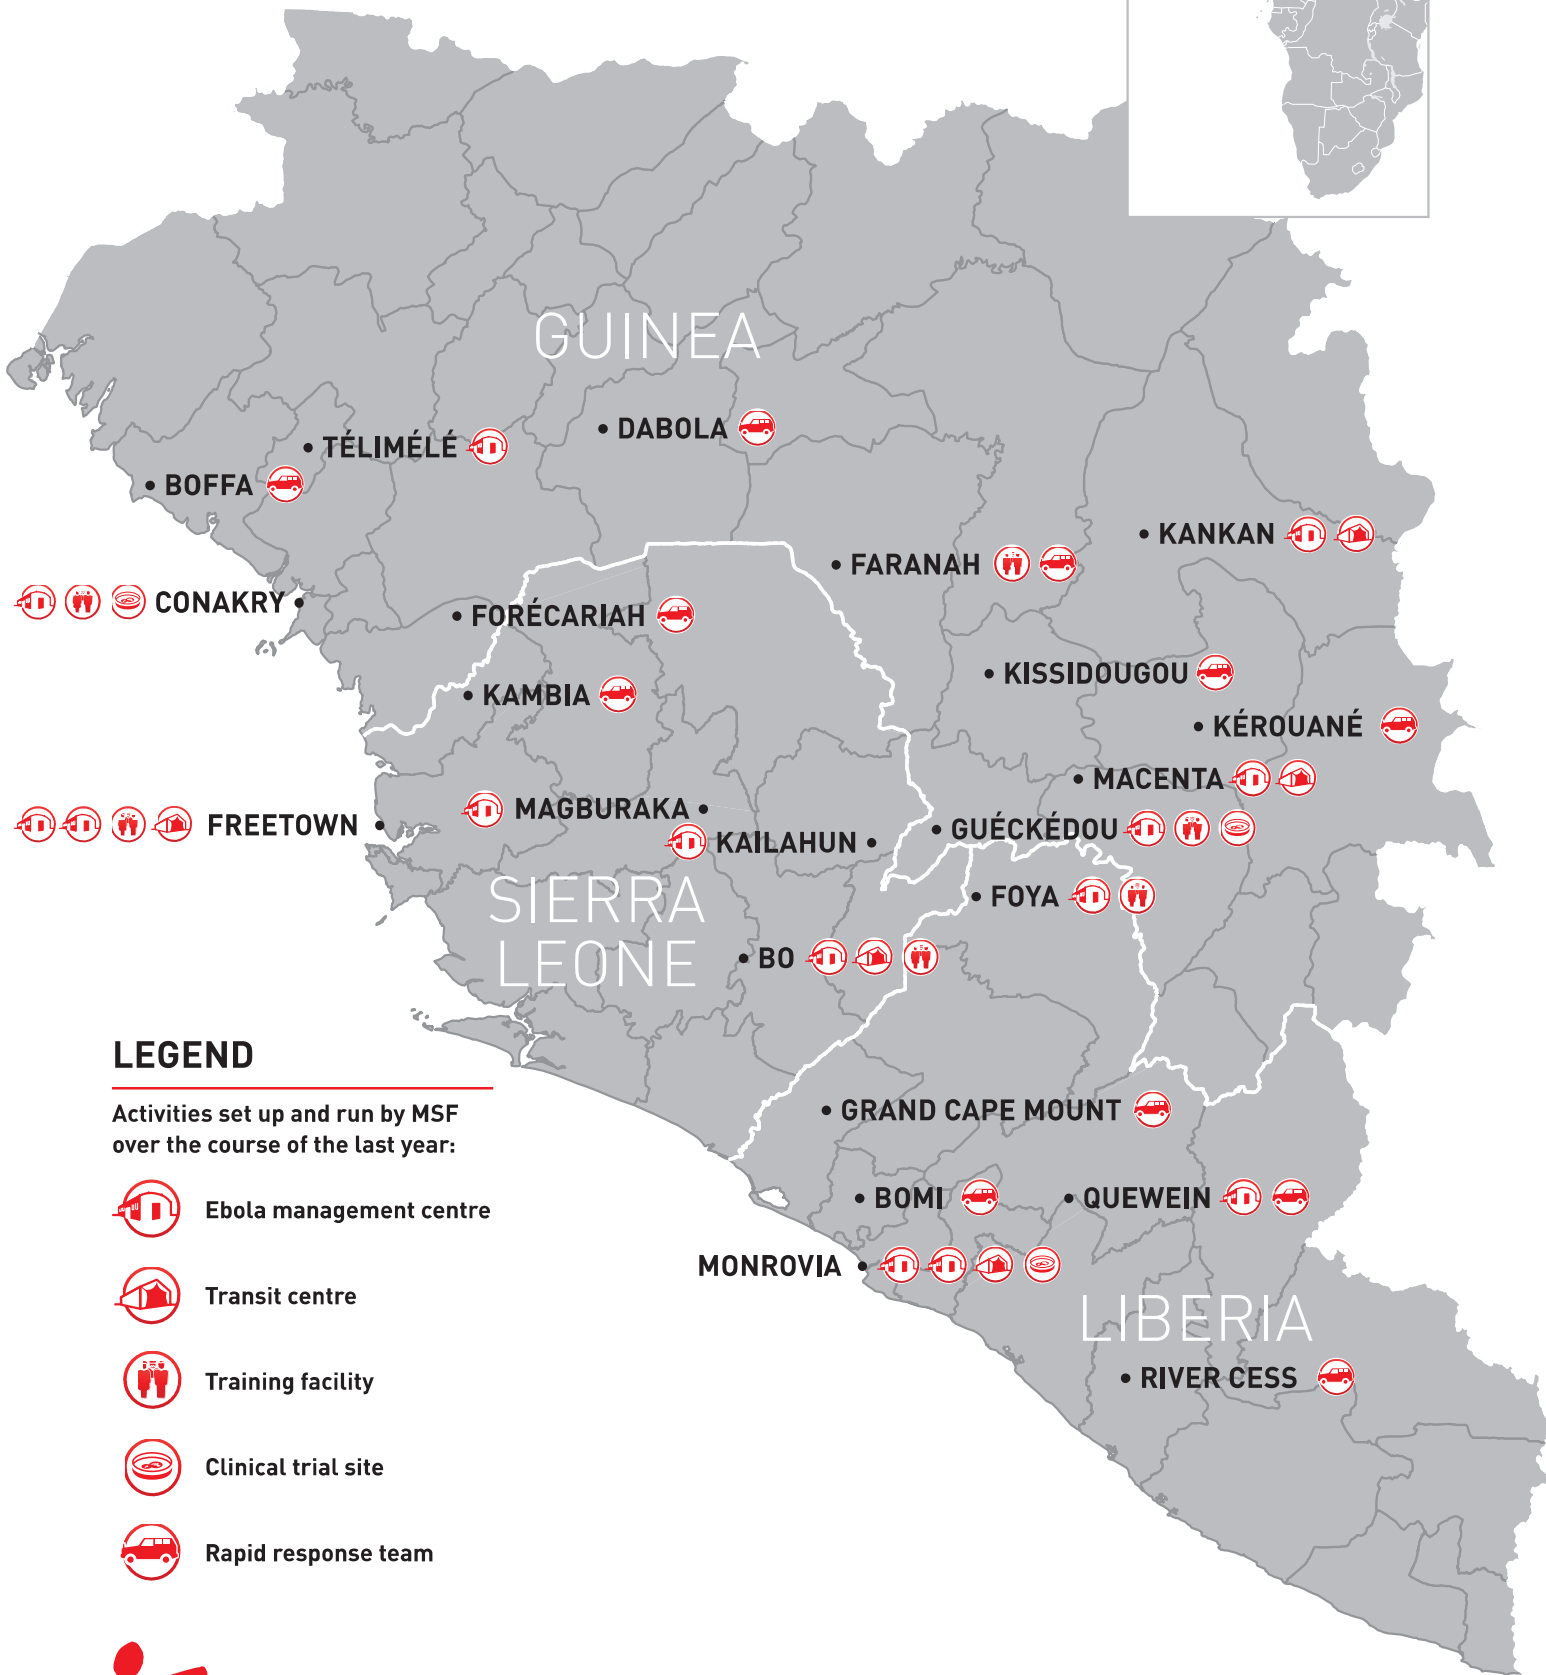 GUINEA
• DABOLA
• TÉLIMÉLÉ
• BOFFA
• KANKAN
• FARANAH
CONAKRY •
• FORÉCARIAH
• KISSIDOUGOU
• KAMBIA
• KÉROUANÉ
• MACENTA
MAGBURAKA •
FREETOWN •
• GUÉCKÉDOU
KAILAHUN •
SIERRA
LEONE
• FOYA
• BO
LEGEND
Activities set up and run by MSF
over the course of the last year:
• GRAND CAPE MOUNT
Ebola management centre
• BOMI
• QUEWEIN
MONROVIA •
Transit centre
LIBERIA
• RIVER CESS
Training facility
Clinical trial site
Rapid response team